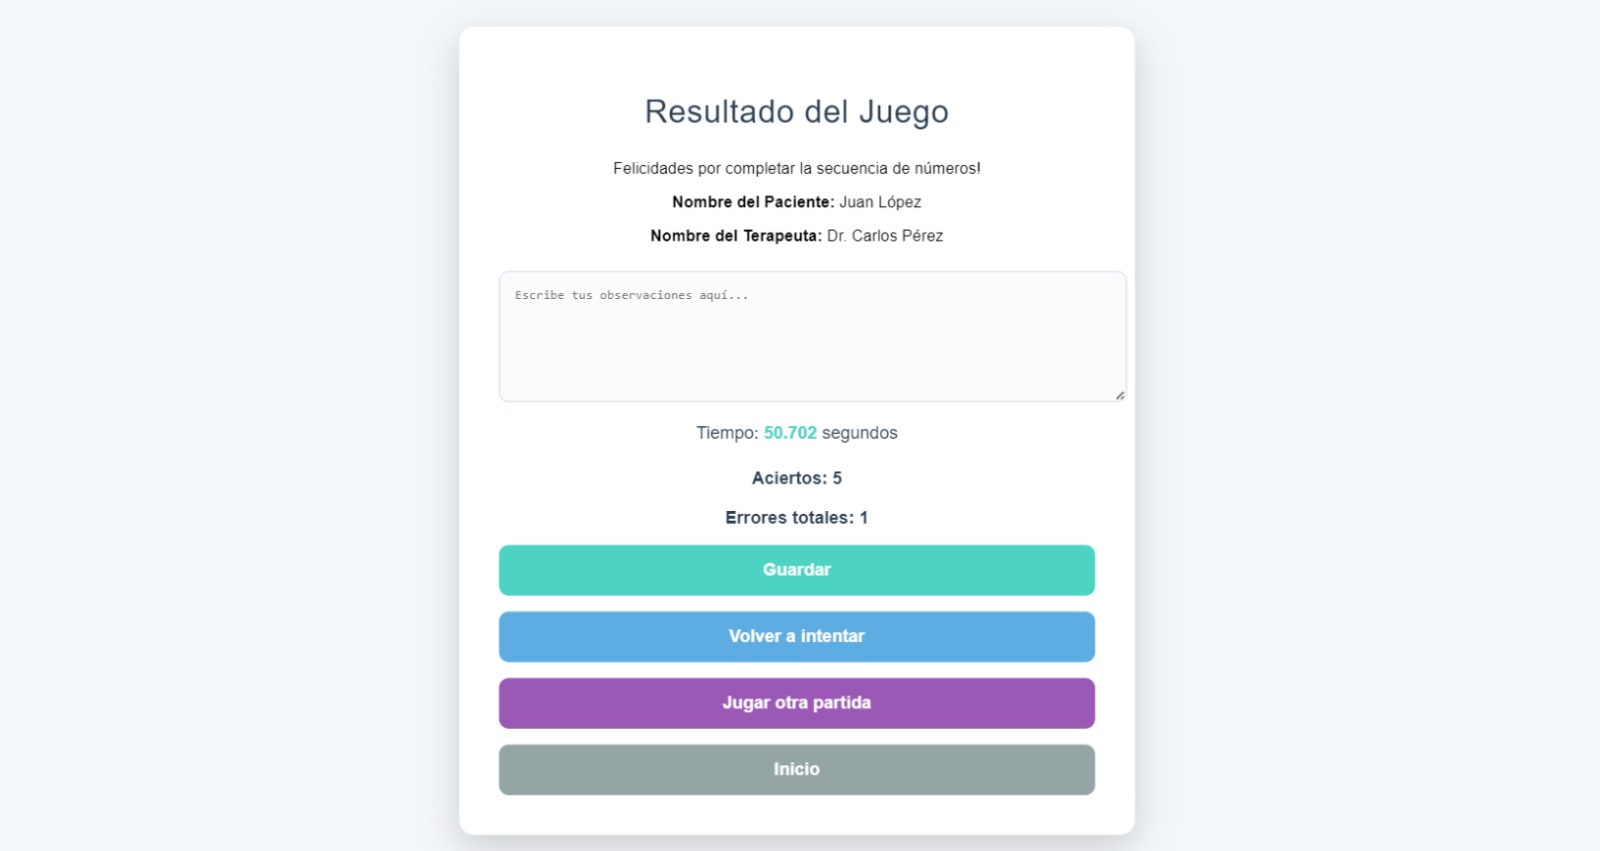 Resultado del Juego
Felicidades por completar la secuencia de números!
Nombre del Paciente: Juan López
Nombre del Terapeuta: Dr. Carlos Pérez
Escribe tus observaciones aquí...
Tiempo: 50.702 segundos
Aciertos: 5
Errores totales: 1
Guardar
Volver a intentar
Jugar otra partida
Inicio